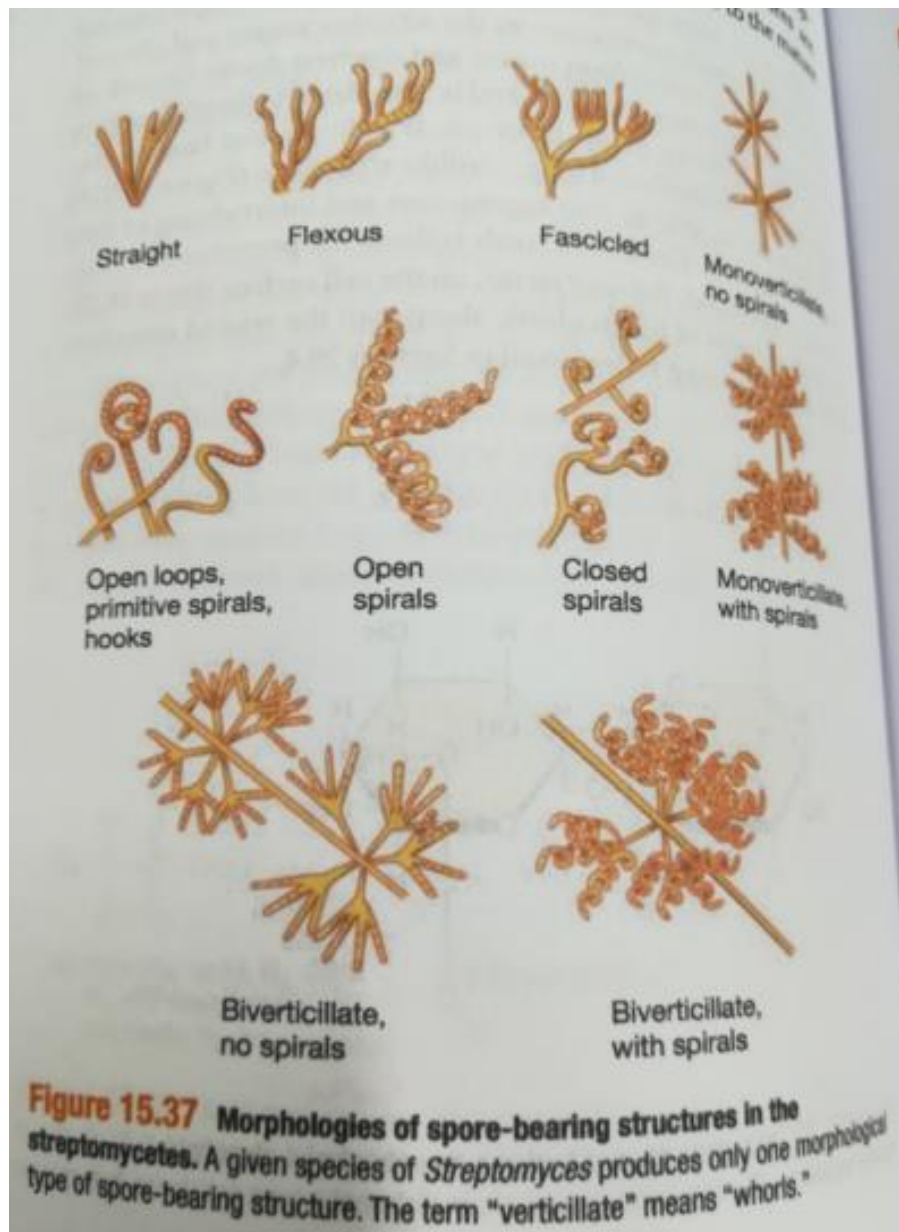 to the
Straight
Flexous
Fascicled
Monoverticillate,
no spirals
Open loops,
primitive spirals,
hooks
Open
spirals
Closed
spirals
Monoverticillate,
with spirals
Biverticillate,
no spirals
Biverticillate,
with spirals
Figure 15.37 Morphologies of spore-bearing structures in the
streptomycetes. A given species of Streptomyces produces only one morphological
type of spore-bearing structure. The term “verticillate” means “whorls.”